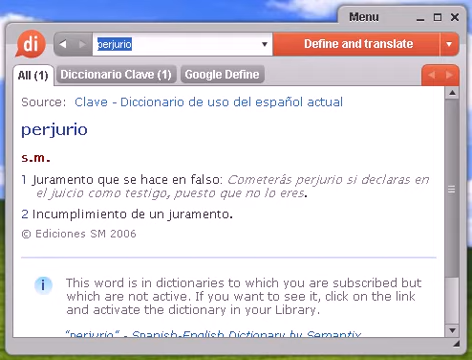 Menu
di
perjurio
Define and translate
All (1)
Diccionario Clave (1)
Google Define
Source: Clave - Diccionario de uso del español actual
perjurio
s.m.
1 Juramento que se hace en falso: Cometerás perjurio si declaras en
el juicio como testigo, puesto que no lo eres.
2 Incumplimiento de un juramento.
© Ediciones SM 2006
i
This word is in dictionaries to which you are subscribed but
which are not active. If you want to see it, click on the link
and activate the dictionary in your Library.
"perjurio" - Spanish-English Dictionary by Semantix